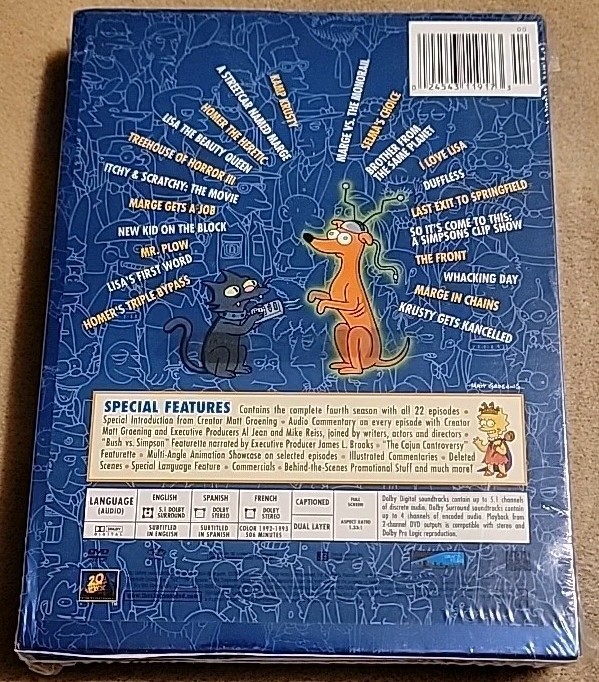 00
0 24543 11917 3
KAMP KRUSTY
A STREETCAR NAMED MARGE
HOMER THE HERETIC
LISA THE BEAUTY QUEEN
TREEHOUSE OF HORROR III
ITCHY & SCRATCHY: THE MOVIE
MARGE GETS A JOB
NEW KID ON THE BLOCK
MR. PLOW
LISA'S FIRST WORD
HOMER'S TRIPLE BYPASS
MARGE VS. THE MONORAIL
SELMA'S CHOICE
BROTHER FROM
THE SAME PLANET
I LOVE LISA
DUFFLESS
LAST EXIT TO SPRINGFIELD
SO IT'S COME TO THIS:
A SIMPSONS CLIP SHOW
THE FRONT
WHACKING DAY
MARGE IN CHAINS
KRUSTY GETS KANCELLED
MATT GROENING
SPECIAL FEATURES Contains the complete fourth season with all 22 episodes •
Special Introduction from Creator Matt Groening • Audio Commentary on every episode with Creator
Matt Groening and Executive Producers Al Jean and Mike Reiss, joined by writers, actors and directors •
"Bush vs. Simpson" Featurette narrated by Executive Producer James L. Brooks • "The Cajun Controversy"
Featurette • Multi-Angle Animation Showcase on selected episodes • Illustrated Commentaries • Deleted
Scenes • Special Language Feature • Commercials • Behind-the-Scenes Promotional Stuff and much more!
LANGUAGE
(AUDIO)
ENGLISH
5.1 DOLBY
SURROUND
SPANISH
DOLBY
STEREO
FRENCH
DOLBY
STEREO
CAPTIONED
FULL
SCREEN
DOLBY
DIGITAL
SUBTITLED
IN ENGLISH
SUBTITLED
IN SPANISH
COLOR 1992-1993
506 MINUTES
DUAL LAYER
ASPECT RATIO
1.33:1
Dolby Digital soundtracks contain up to 5.1 channels
of discrete audio. Dolby Surround soundtracks contain
up to 4 channels of encoded audio. Playback from
2-channel DVD outputs is compatible with stereo and
Dolby Pro Logic reproduction.
DVD
20